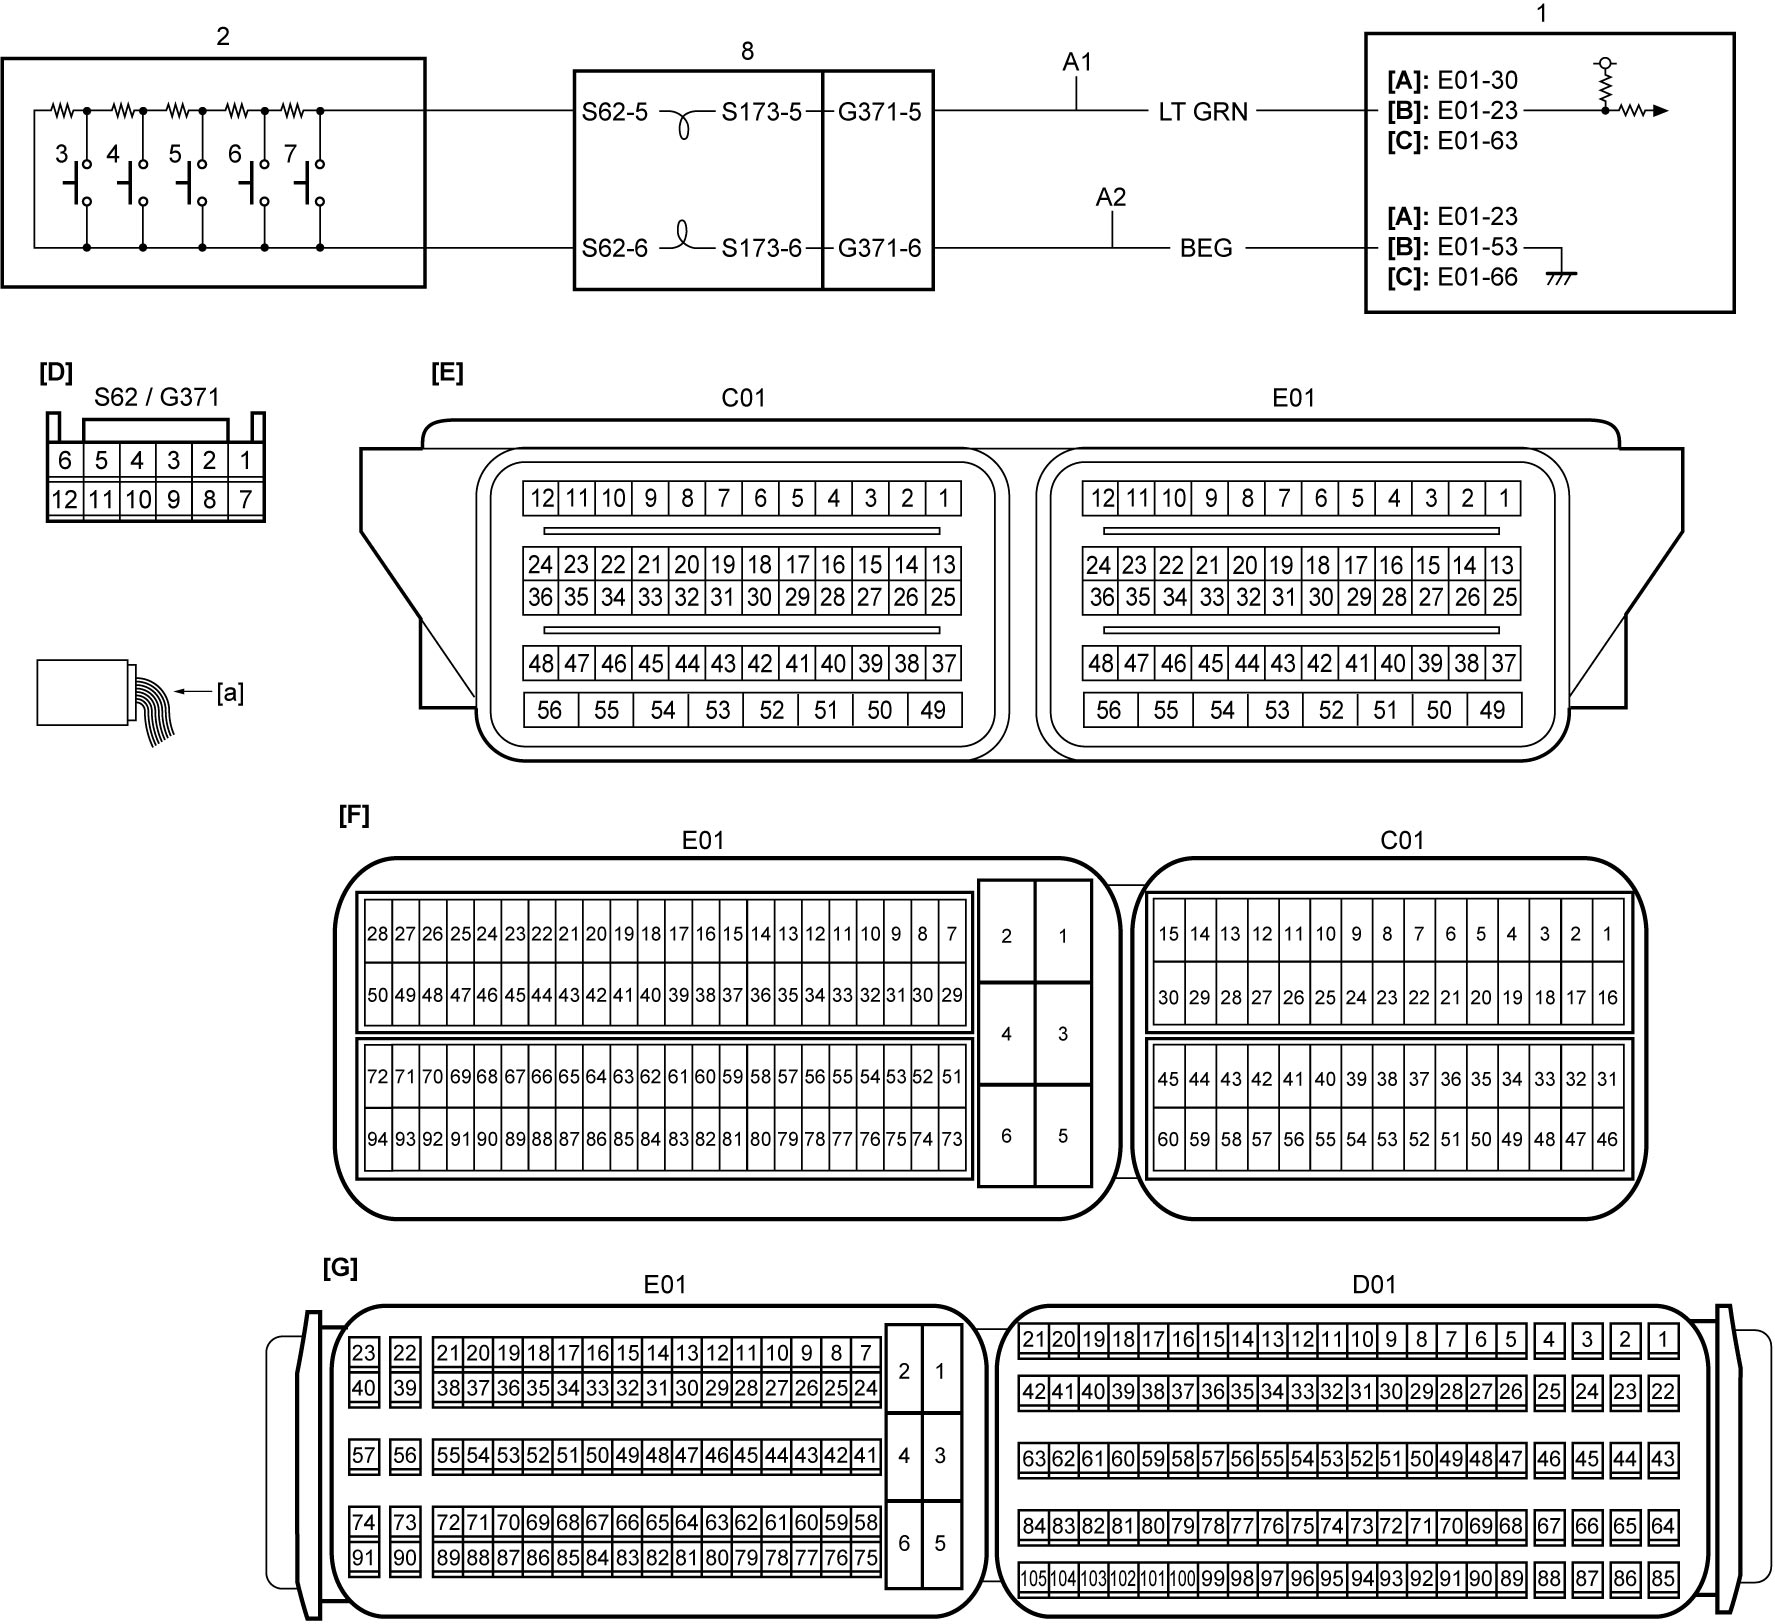 2
8
1
A1
[A]: E01-30
S62-5 S173-5 G371-5 LT GRN [B]: E01-23
[C]: E01-63
3 4 5 6 7
A2
[A]: E01-23
S62-6 S173-6 G371-6 BEG [B]: E01-53
[C]: E01-66
[D]
S62 / G371
6 5 4 3 2 1
12 11 10 9 8 7
[a]
[E]
C01 E01
12 11 10 9 8 7 6 5 4 3 2 1 12 11 10 9 8 7 6 5 4 3 2 1
24 23 22 21 20 19 18 17 16 15 14 13 24 23 22 21 20 19 18 17 16 15 14 13
36 35 34 33 32 31 30 29 28 27 26 25 36 35 34 33 32 31 30 29 28 27 26 25
48 47 46 45 44 43 42 41 40 39 38 37 48 47 46 45 44 43 42 41 40 39 38 37
56 55 54 53 52 51 50 49 56 55 54 53 52 51 50 49
[F]
E01 C01
28 27 26 25 24 23 22 21 20 19 18 17 16 15 14 13 12 11 10 9 8 7 2 1 15 14 13 12 11 10 9 8 7 6 5 4 3 2 1
50 49 48 47 46 45 44 43 42 41 40 39 38 37 36 35 34 33 32 31 30 29 30 29 28 27 26 25 24 23 22 21 20 19 18 17 16
4 3
72 71 70 69 68 67 66 65 64 63 62 61 60 59 58 57 56 55 54 53 52 51 45 44 43 42 41 40 39 38 37 36 35 34 33 32 31
94 93 92 91 90 89 88 87 86 85 84 83 82 81 80 79 78 77 76 75 74 73 6 5 60 59 58 57 56 55 54 53 52 51 50 49 48 47 46
[G]
E01 D01
23 22 21 20 19 18 17 16 15 14 13 12 11 10 9 8 7 2 1 21 20 19 18 17 16 15 14 13 12 11 10 9 8 7 6 5 4 3 2 1
40 39 38 37 36 35 34 33 32 31 30 29 28 27 26 25 24 42 41 40 39 38 37 36 35 34 33 32 31 30 29 28 27 26 25 24 23 22
57 56 55 54 53 52 51 50 49 48 47 46 45 44 43 42 41 4 3 63 62 61 60 59 58 57 56 55 54 53 52 51 50 49 48 47 46 45 44 43
74 73 72 71 70 69 68 67 66 65 64 63 62 61 60 59 58 6 5 84 83 82 81 80 79 78 77 76 75 74 73 72 71 70 69 68 67 66 65 64
91 90 89 88 87 86 85 84 83 82 81 80 79 78 77 76 75 105 104 103 102 101 100 99 98 97 96 95 94 93 92 91 90 89 88 87 86 85